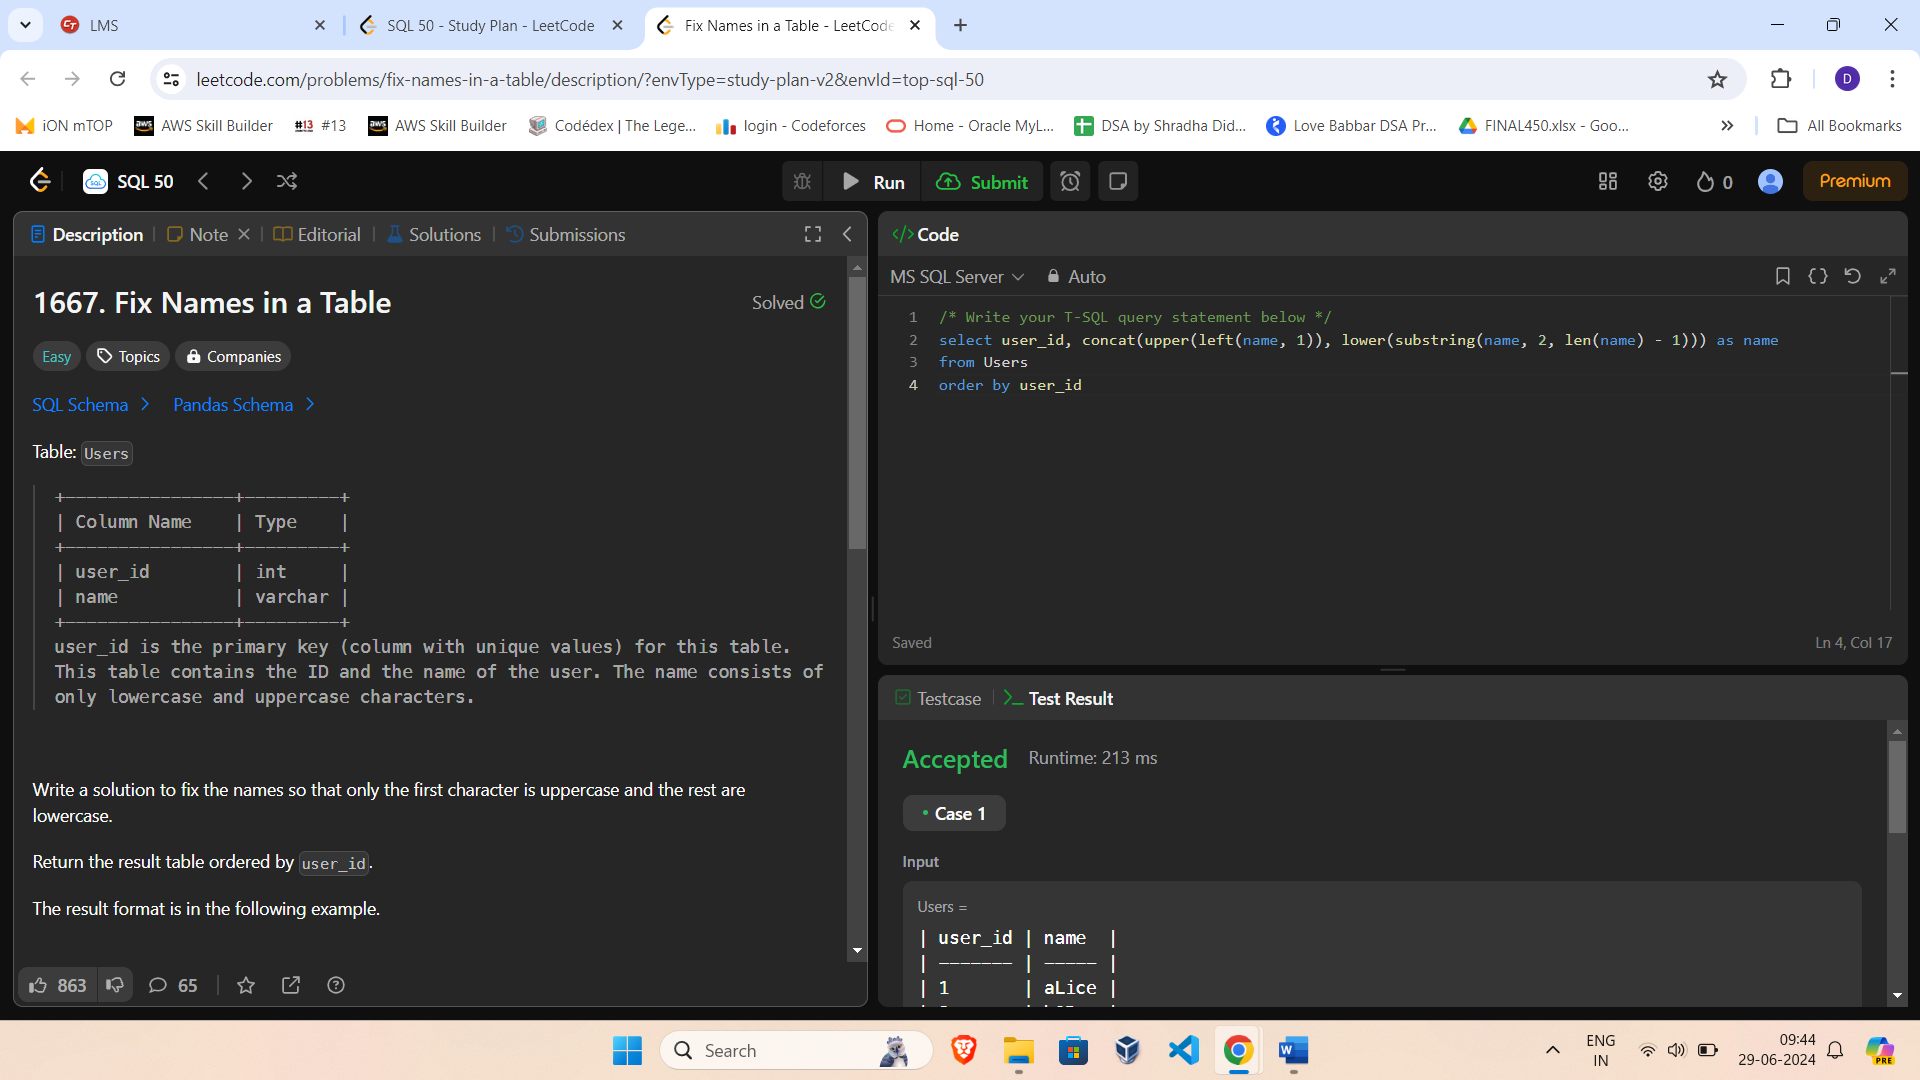 LMS
SQL 50 - Study Plan - LeetCode
Fix Names in a Table - LeetCode
leetcode.com/problems/fix-names-in-a-table/description/?envType=study-plan-v2&envId=top-sql-50
D
iON mTOP
aws AWS Skill Builder
#13 #13
aws AWS Skill Builder
Codédex | The Lege...
login - Codeforces
Home - Oracle MyL...
DSA by Shradha Did...
Love Babbar DSA Pr...
FINAL450.xlsx - Goo...
All Bookmarks
SQL 50
Run
Submit
0
Premium
Description
Note
Editorial
Solutions
Submissions
1667. Fix Names in a Table
Solved
Easy
Topics
Companies
SQL Schema
Pandas Schema
Table: Users
+----------------+---------+
| Column Name    | Type    |
+----------------+---------+
| user_id        | int     |
| name           | varchar |
+----------------+---------+
user_id is the primary key (column with unique values) for this table.
This table contains the ID and the name of the user. The name consists of
only lowercase and uppercase characters.
Write a solution to fix the names so that only the first character is uppercase and the rest are
lowercase.
Return the result table ordered by user_id.
The result format is in the following example.
863
65
</> Code
MS SQL Server
Auto
1 /* Write your T-SQL query statement below */
2 select user_id, concat(upper(left(name, 1)), lower(substring(name, 2, len(name) - 1))) as name
3 from Users
4 order by user_id
Saved
Ln 4, Col 17
Testcase
Test Result
Accepted
Runtime: 213 ms
Case 1
Input
Users =
| user_id | name  |
| ------- | ----- |
| 1       | aLice |
Search
ENG
IN
09:44
29-06-2024
PRE